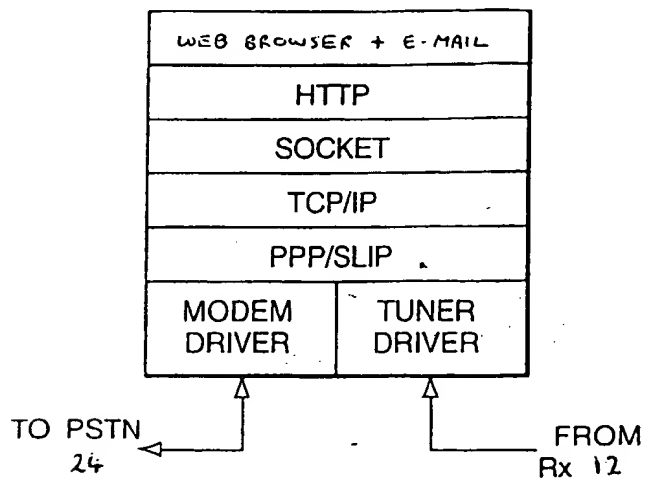 WEB BROWSER + E-MAIL
HTTP
SOCKET
TCP/IP
PPP/SLIP
MODEM
DRIVER
TUNER
DRIVER
TO PSTN
24
FROM
Rx 12